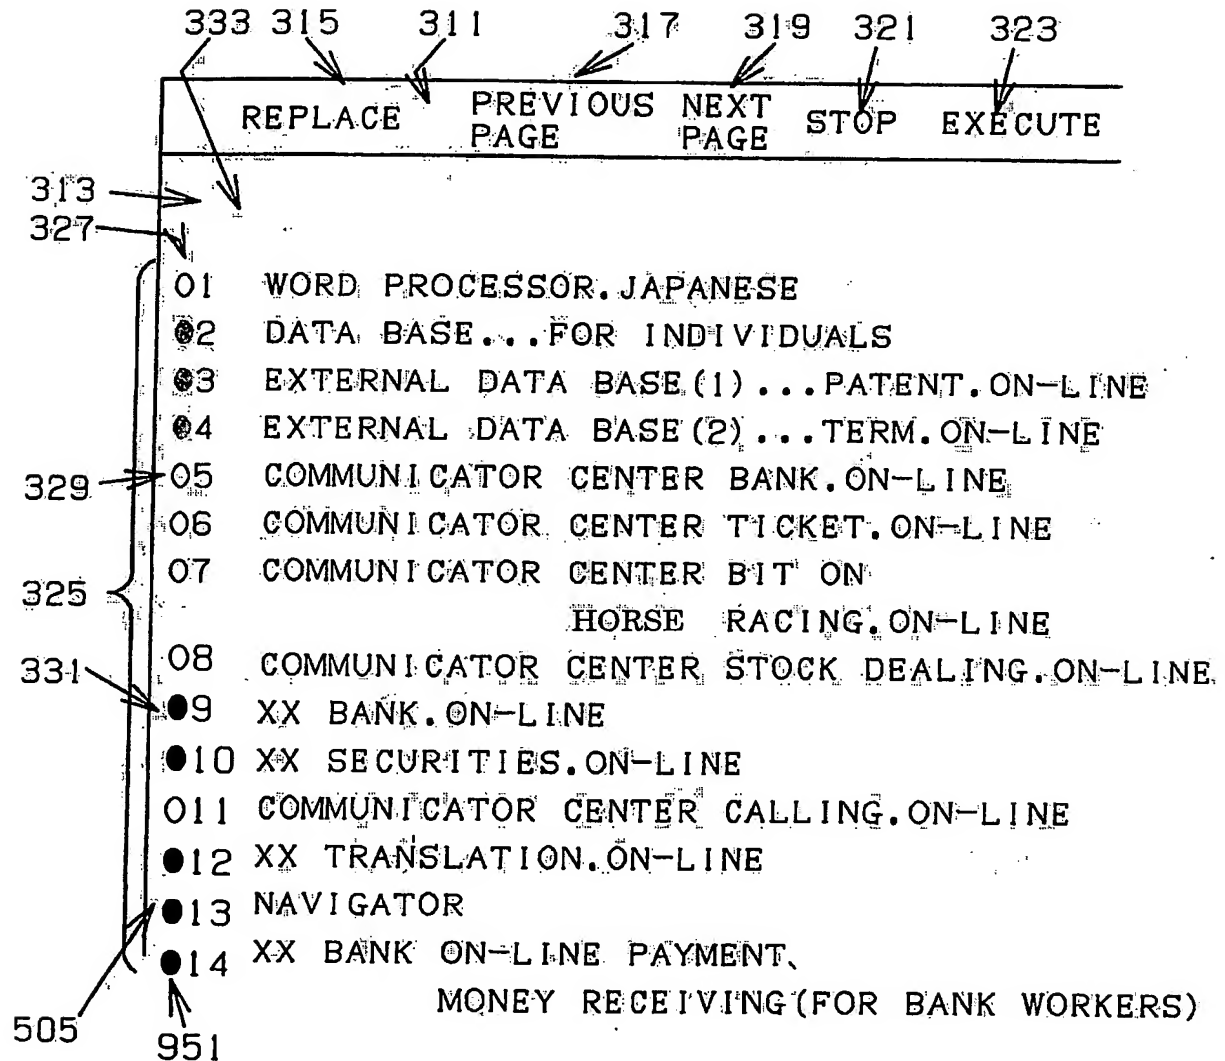 333 315 311 317 319 321 323
REPLACE PREVIOUS PAGE NEXT PAGE STOP EXECUTE
313
327
01 WORD PROCESSOR.JAPANESE
●2 DATA BASE...FOR INDIVIDUALS
●3 EXTERNAL DATA BASE(1)...PATENT.ON-LINE
●4 EXTERNAL DATA BASE(2)...TERM.ON-LINE
329 05 COMMUNICATOR CENTER BANK.ON-LINE
06 COMMUNICATOR CENTER TICKET.ON-LINE
07 COMMUNICATOR CENTER BIT ON
325 HORSE RACING.ON-LINE
08 COMMUNICATOR CENTER STOCK DEALING.ON-LINE
331 ●9 XX BANK.ON-LINE
●10 XX SECURITIES.ON-LINE
011 COMMUNICATOR CENTER CALLING.ON-LINE
●12 XX TRANSLATION.ON-LINE
●13 NAVIGATOR
●14 XX BANK ON-LINE PAYMENT、
MONEY RECEIVING(FOR BANK WORKERS)
505 951